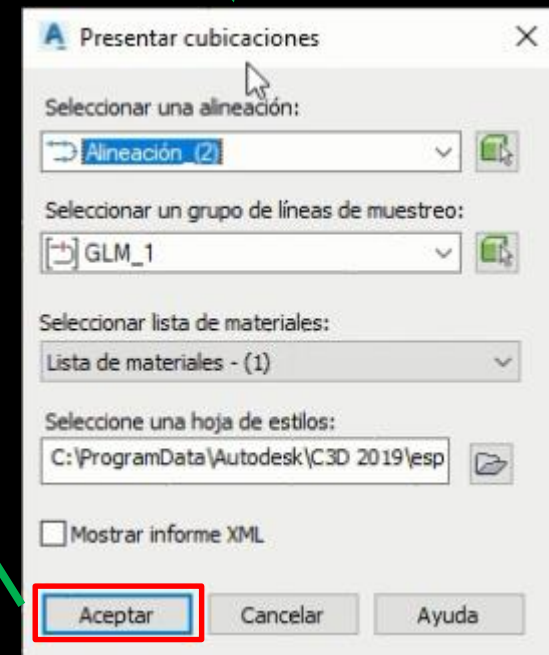 Presentar cubicaciones
Seleccionar una alineación:
Alineación_(2)
Seleccionar un grupo de líneas de muestreo:
GLM_1
Seleccionar lista de materiales:
Lista de materiales - (1)
Seleccione una hoja de estilos:
C:\ProgramData\Autodesk\C3D 2019\esp
Mostrar informe XML
Aceptar Cancelar Ayuda